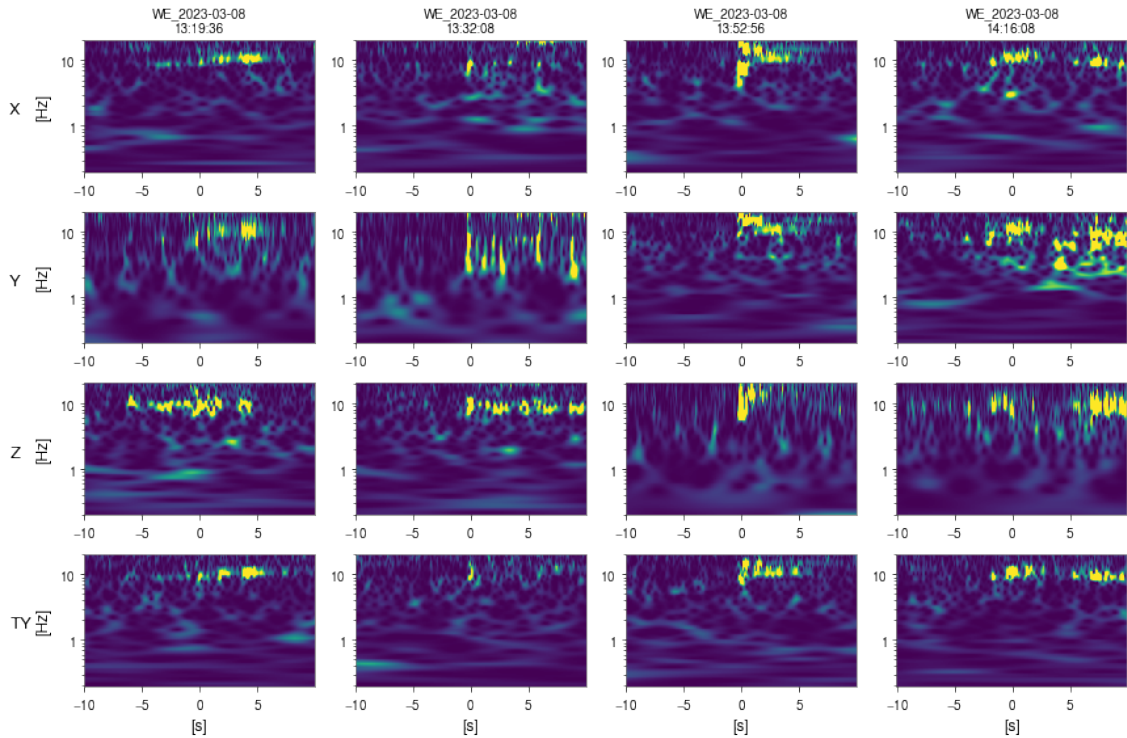 WE_2023-03-08 WE_2023-03-08 WE_2023-03-08 WE_2023-03-08
13:19:36 13:32:08 13:52:56 14:16:08
X [Hz] 10 1 10 1 10 1 10 1
−10 −5 0 5 −10 −5 0 5 −10 −5 0 5 −10 −5 0 5
Y [Hz] 10 1 10 1 10 1 10 1
−10 −5 0 5 −10 −5 0 5 −10 −5 0 5 −10 −5 0 5
Z [Hz] 10 1 10 1 10 1 10 1
−10 −5 0 5 −10 −5 0 5 −10 −5 0 5 −10 −5 0 5
TY [Hz] 10 1 10 1 10 1 10 1
−10 −5 0 5 −10 −5 0 5 −10 −5 0 5 −10 −5 0 5
[s] [s] [s] [s]